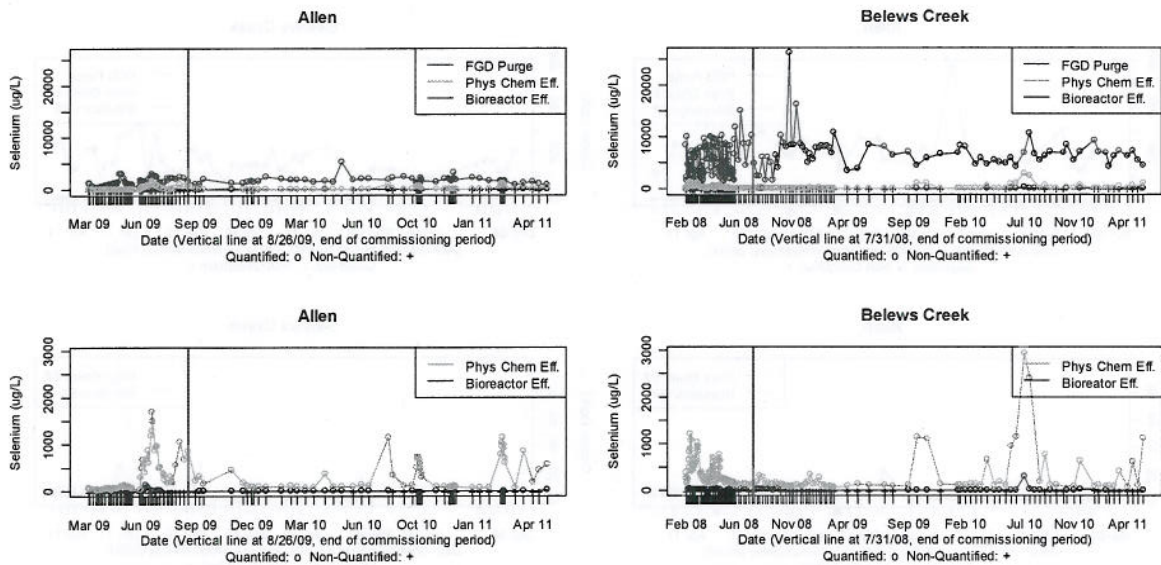 Allen
Selenium (ug/L)
0 10000 20000
FGD Purge
Phys Chem Eff.
Bioreactor Eff.
Mar 09 Jun 09 Sep 09 Dec 09 Mar 10 Jun 10 Oct 10 Jan 11 Apr 11
Date (Vertical line at 8/26/09, end of commissioning period)
Quantified: o Non-Quantified: +
Belews Creek
Selenium (ug/L)
0 10000 20000
FGD Purge
Phys Chem Eff.
Bioreactor Eff.
Feb 08 Jun 08 Nov 08 Apr 09 Sep 09 Feb 10 Jul 10 Nov 10 Apr 11
Date (Vertical line at 7/31/08, end of commissioning period)
Quantified: o Non-Quantified: +
Allen
Selenium (ug/L)
0 1000 2000 3000
Phys Chem Eff.
Bioreactor Eff.
Mar 09 Jun 09 Sep 09 Dec 09 Mar 10 Jun 10 Oct 10 Jan 11 Apr 11
Date (Vertical line at 8/26/09, end of commissioning period)
Quantified: o Non-Quantified: +
Belews Creek
Selenium (ug/L)
0 1000 2000 3000
Phys Chem Eff.
Bioreator Eff.
Feb 08 Jun 08 Nov 08 Apr 09 Sep 09 Feb 10 Jul 10 Nov 10 Apr 11
Date (Vertical line at 7/31/08, end of commissioning period)
Quantified: o Non-Quantified: +